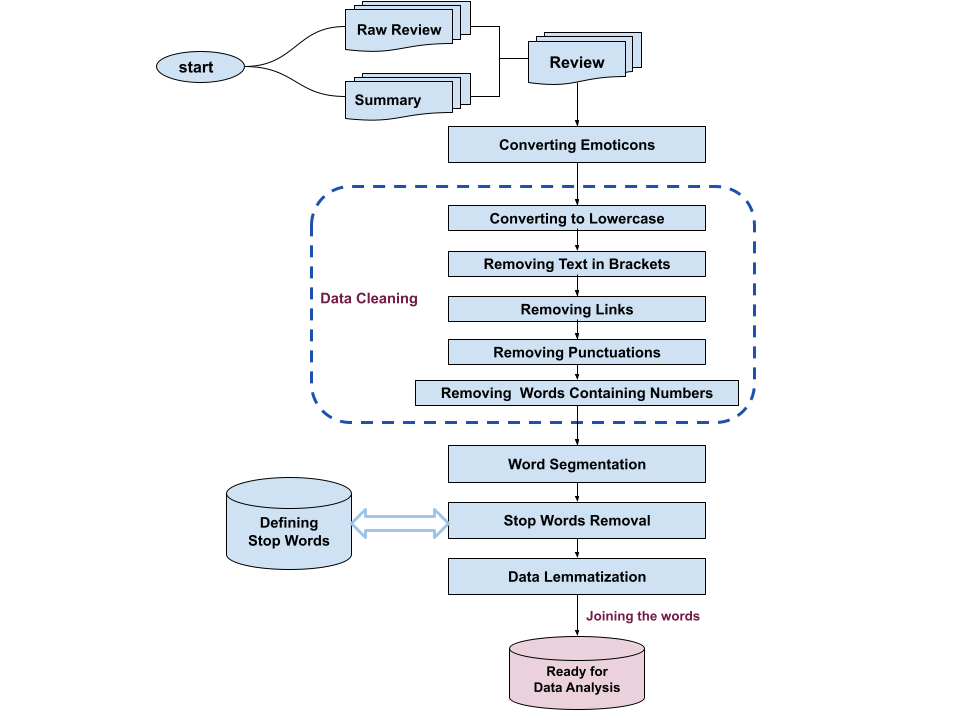 start
Raw Review
Summary
Review
Converting Emoticons
Data Cleaning
Converting to Lowercase
Removing Text in Brackets
Removing Links
Removing Punctuations
Removing Words Containing Numbers
Word Segmentation
Defining
Stop Words
Stop Words Removal
Data Lemmatization
Joining the words
Ready for
Data Analysis